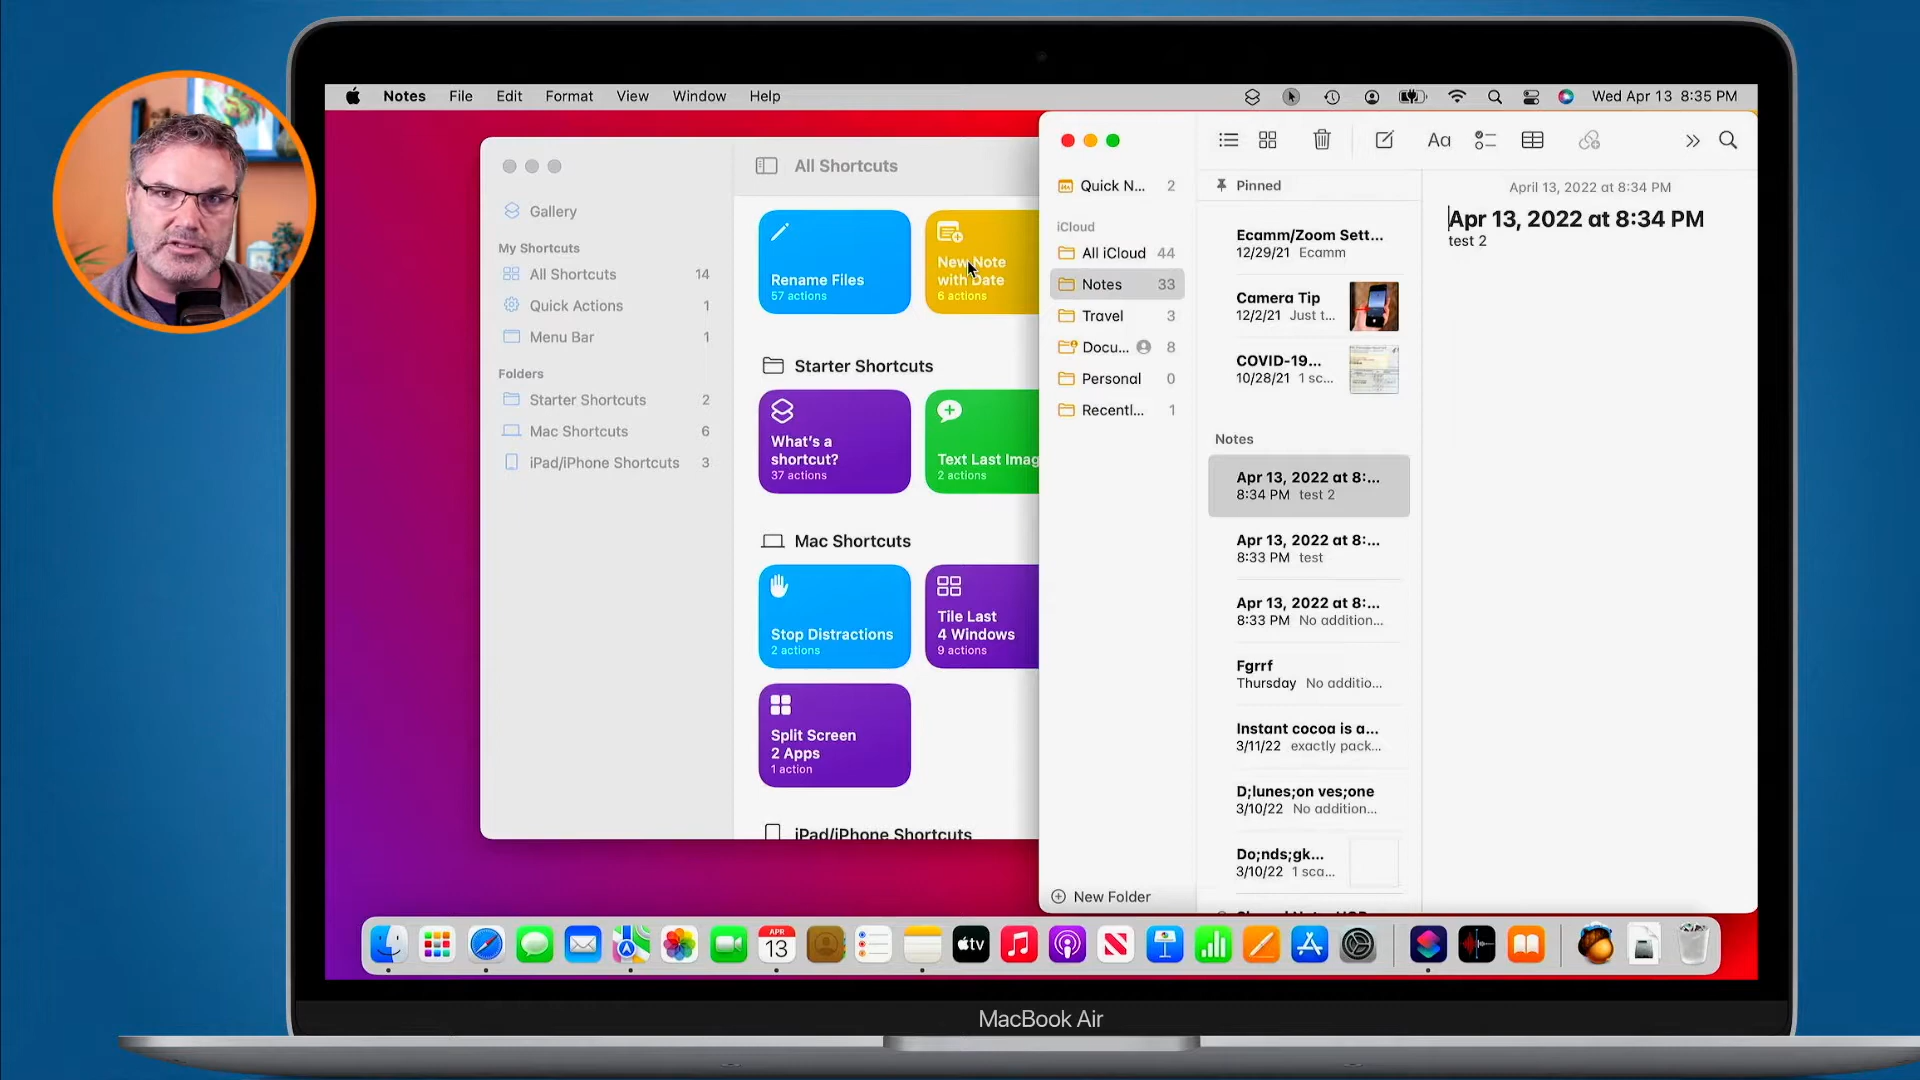 Notes File Edit Format View Window Help
Wed Apr 13 8:35 PM
All Shortcuts
Gallery
My Shortcuts
All Shortcuts 14
Quick Actions 1
Menu Bar 1
Folders
Starter Shortcuts 2
Mac Shortcuts 6
iPad/iPhone Shortcuts 3
Rename Files
57 actions
New Note
with Date
6 actions
Starter Shortcuts
What's a
shortcut?
37 actions
Text Last Imag
2 actions
Mac Shortcuts
Stop Distractions
2 actions
Tile Last
4 Windows
9 actions
Split Screen
2 Apps
1 action
iPad/iPhone Shortcuts
Quick N... 2
iCloud
All iCloud 44
Notes 33
Travel 3
Docu... 8
Personal 0
Recentl... 1
New Folder
Aa
Pinned
Ecamm/Zoom Sett...
12/29/21 Ecamm
Camera Tip
12/2/21 Just t...
COVID-19...
10/28/21 1 sc...
Notes
Apr 13, 2022 at 8:...
8:34 PM test 2
Apr 13, 2022 at 8:...
8:33 PM test
Apr 13, 2022 at 8:...
8:33 PM No addition...
Fgrrf
Thursday No additio...
Instant cocoa is a...
3/11/22 exactly pack...
D;lunes;on ves;one
3/10/22 No addition...
Do;nds;gk...
3/10/22 1 sca...
April 13, 2022 at 8:34 PM
Apr 13, 2022 at 8:34 PM
test 2
APR
13
tv
MacBook Air